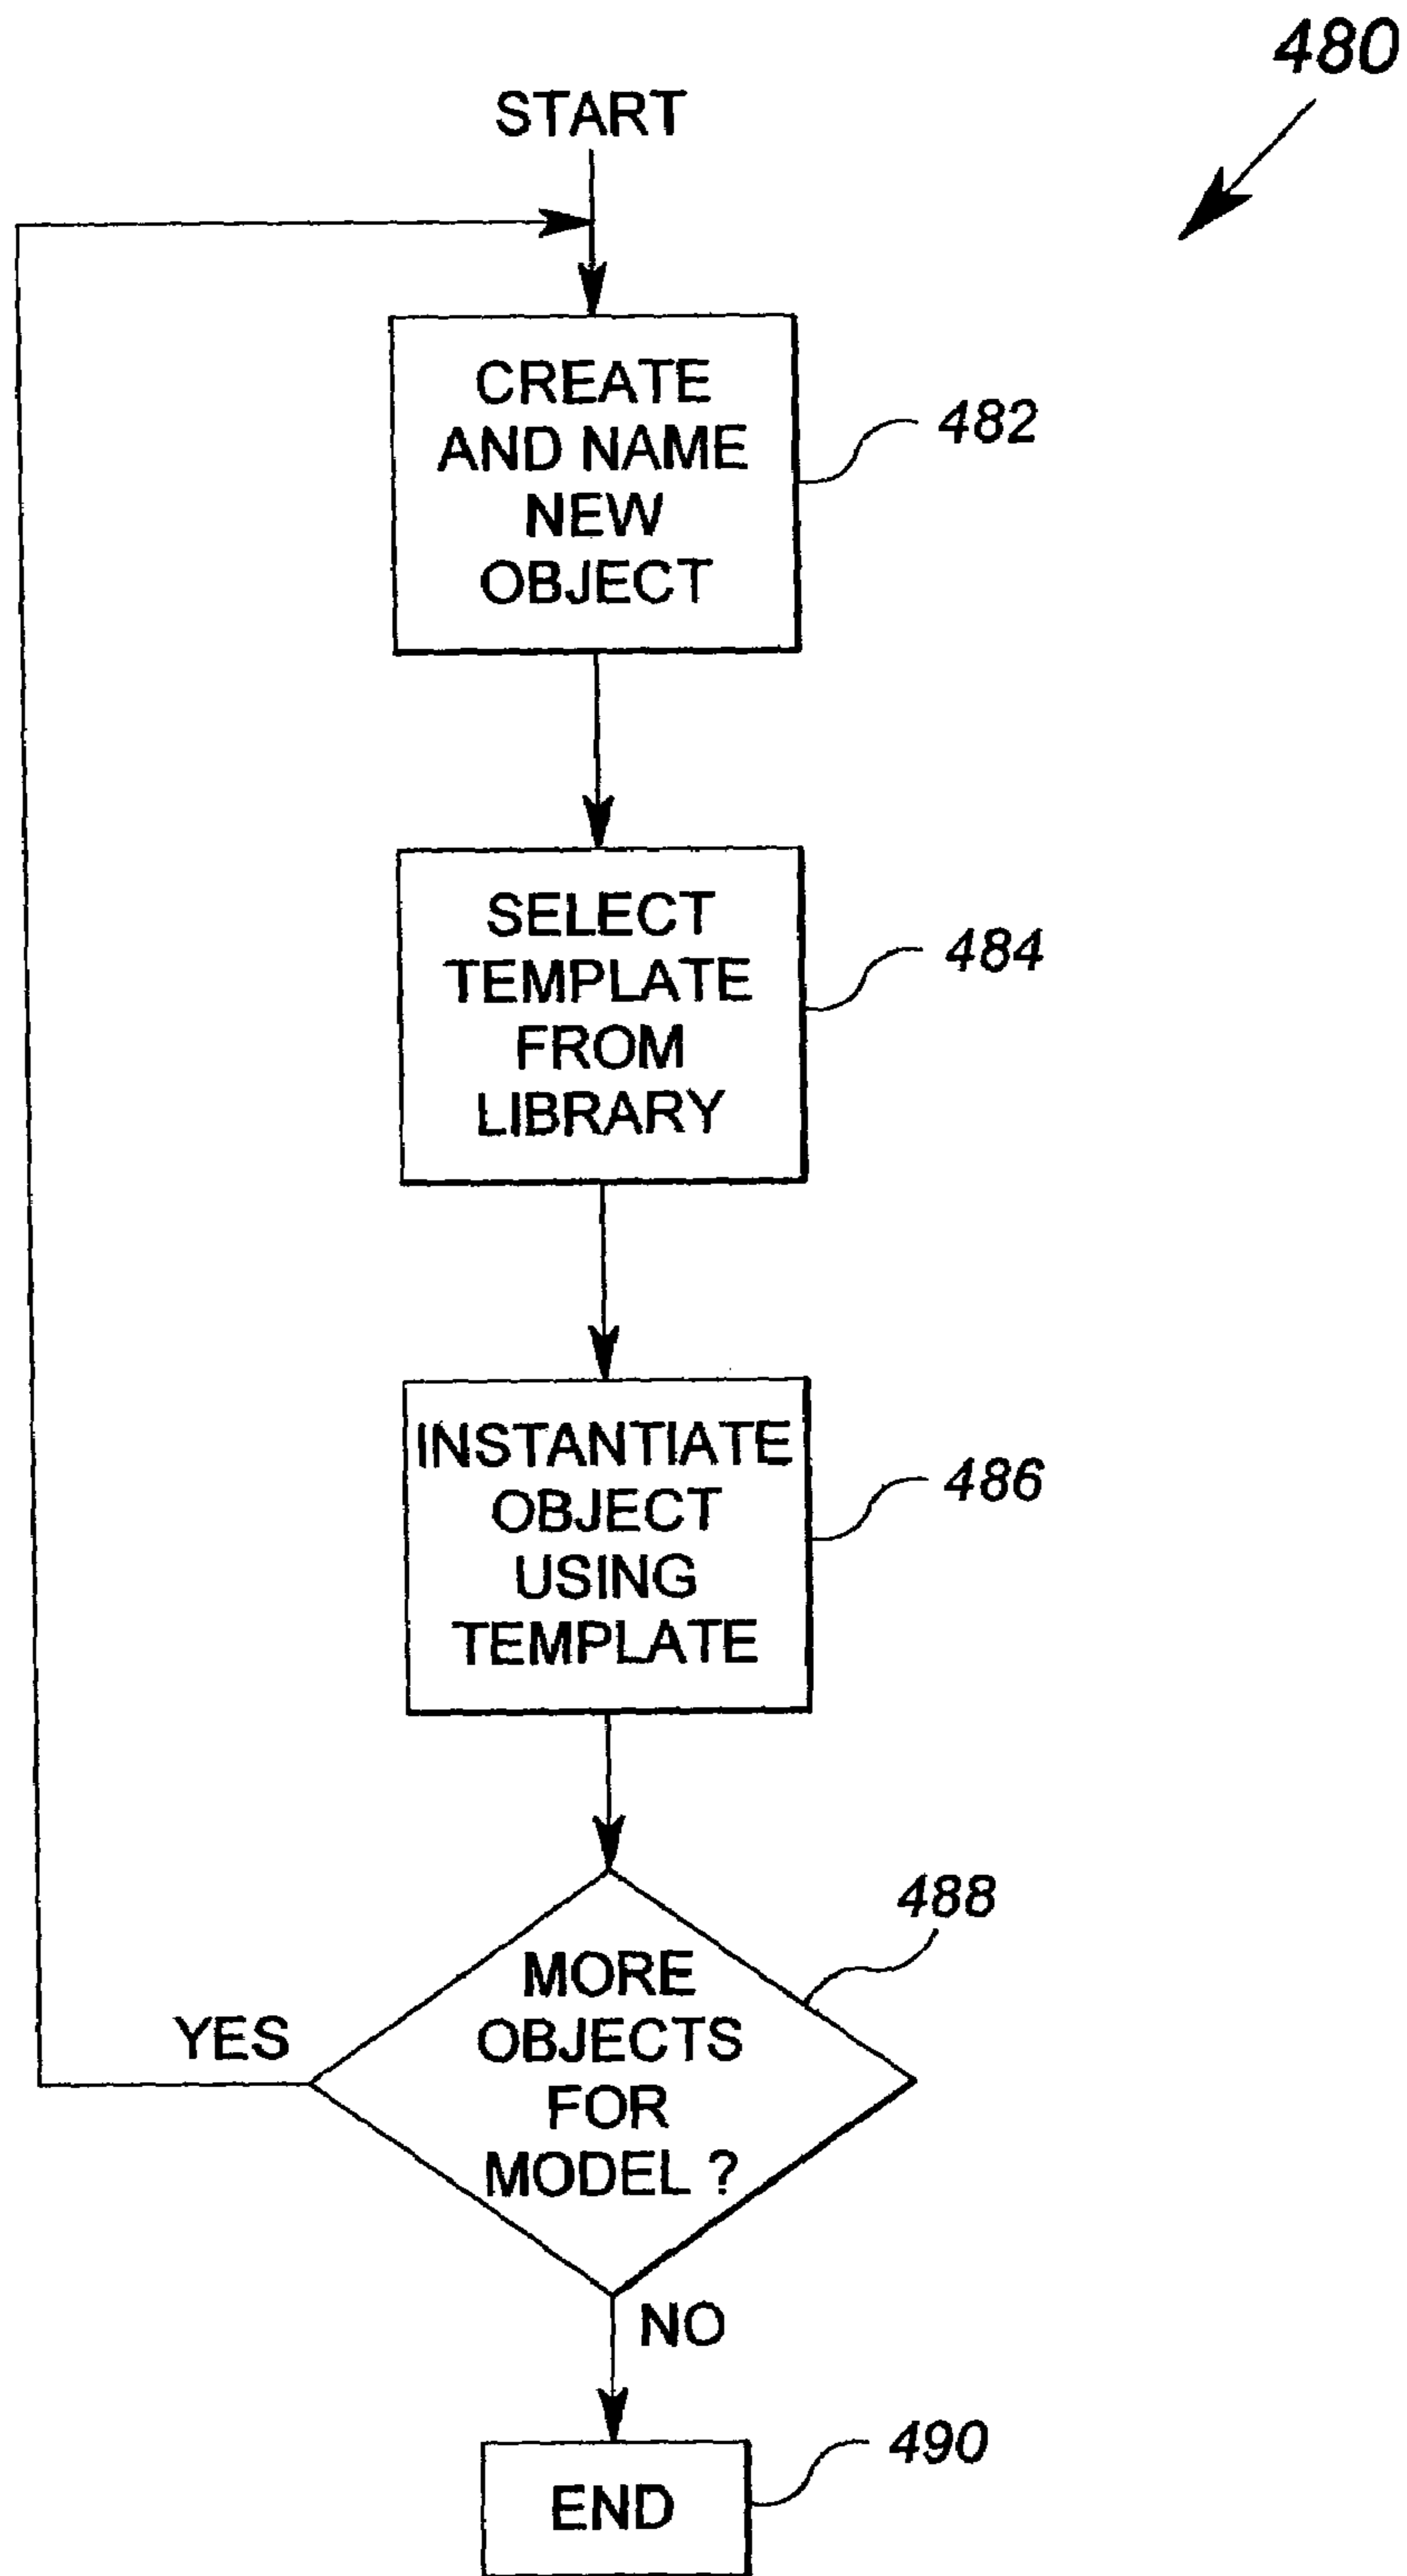 480
START
CREATE
AND NAME
NEW
OBJECT
482
SELECT
TEMPLATE
FROM
LIBRARY
484
INSTANTIATE
OBJECT
USING
TEMPLATE
486
488
MORE
OBJECTS
FOR
MODEL ?
YES
NO
END
490